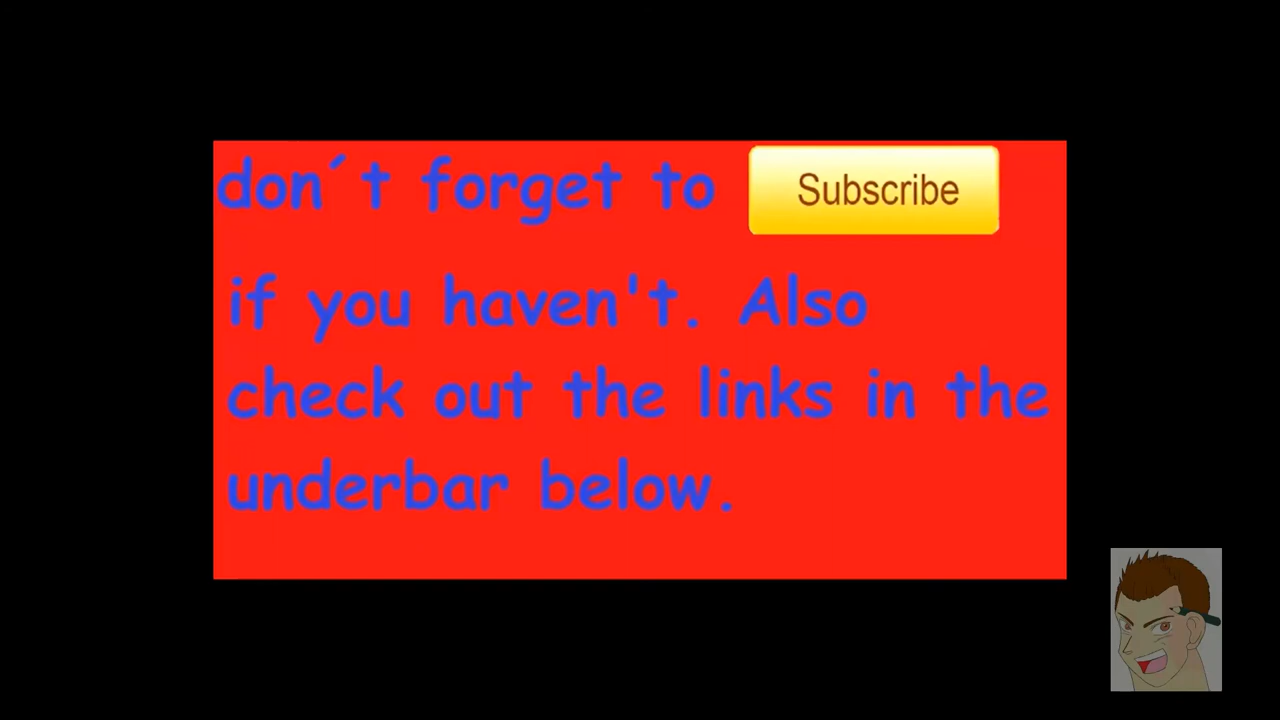 don´t forget to Subscribe
if you haven't. Also
check out the links in the
underbar below.